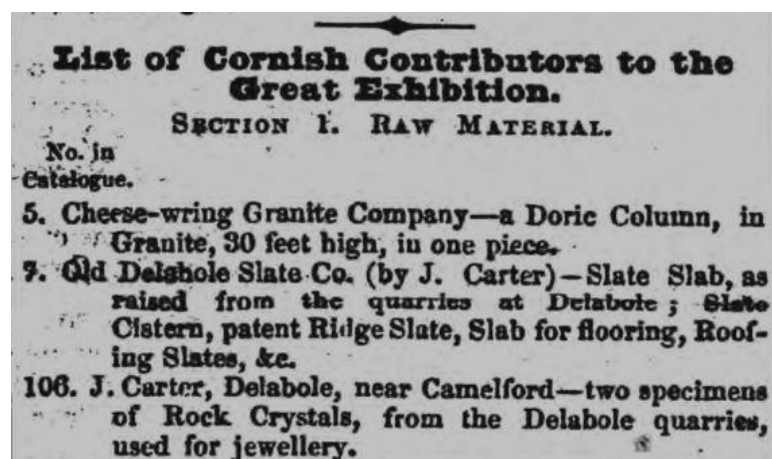 List of Cornish Contributors to the
Great Exhibition.
SECTION 1. RAW MATERIAL.
No. in
Catalogue.
5. Cheese-wring Granite Company—a Doric Column, in
Granite, 30 feet high, in one piece.
7. Old Delabole Slate Co. (by J. Carter)—Slate Slab, as
raised from the quarries at Delabole; Slate
Cistern, patent Ridge Slate, Slab for flooring, Roof-
ing Slates, &c.
106. J. Carter, Delabole, near Camelford—two specimens
of Rock Crystals, from the Delabole quarries,
used for jewellery.